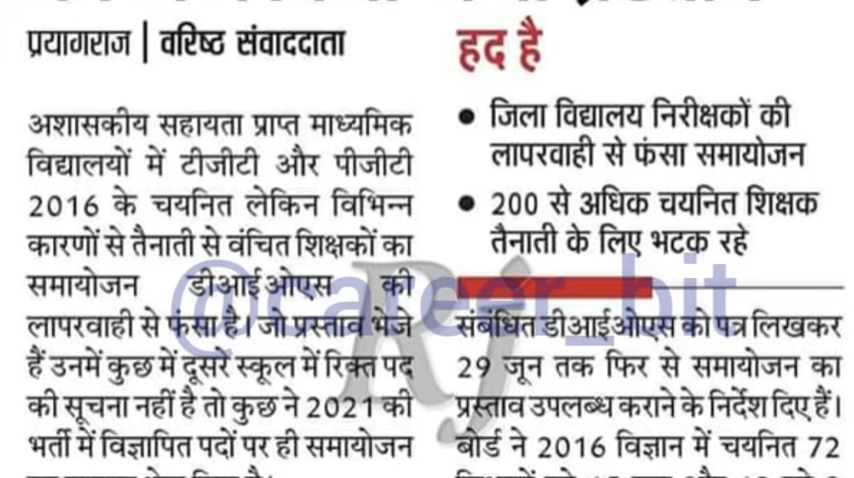 प्रयागराज | वरिष्ठ संवाददाता
अशासकीय सहायता प्राप्त माध्यमिक
विद्यालयों में टीजीटी और पीजीटी
2016 के चयनित लेकिन विभिन्न
कारणों से तैनाती से वंचित शिक्षकों का
समायोजन डीआईओएस की
लापरवाही से फंसा है। जो प्रस्ताव भेजे
हैं उनमें कुछ में दूसरे स्कूल में रिक्त पद
की सूचना नहीं है तो कुछ ने 2021 की
भर्ती में विज्ञापित पदों पर ही समायोजन
हद है
● जिला विद्यालय निरीक्षकों की
लापरवाही से फंसा समायोजन
● 200 से अधिक चयनित शिक्षक
तैनाती के लिए भटक रहे
संबंधित डीआईओएस को पत्र लिखकर
29 जून तक फिर से समायोजन का
प्रस्ताव उपलब्ध कराने के निर्देश दिए हैं।
बोर्ड ने 2016 विज्ञान में चयनित 72
@career_bit
Rj